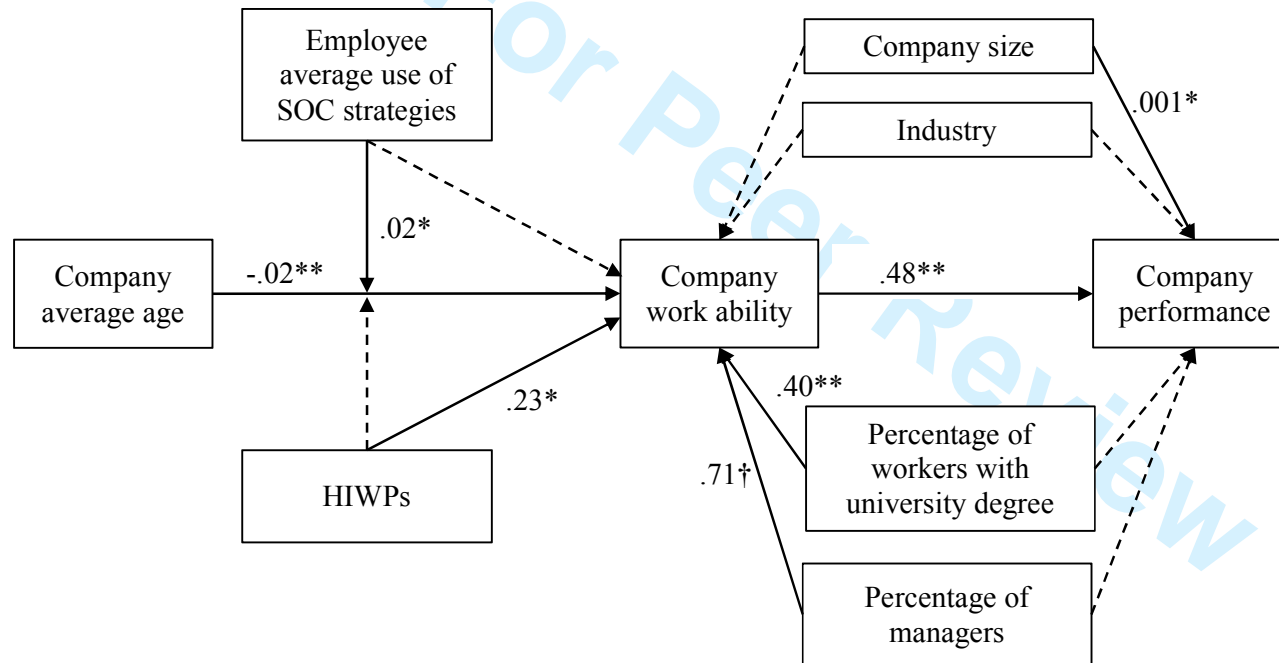 For Peer Review
Employee
average use of
SOC strategies
Company size
.001*
Industry
.02*
Company
average age
-.02**
Company
work ability
.48**
Company
performance
.23*
.40**
HIWPs
Percentage of
workers with
university degree
.71†
Percentage of
managers